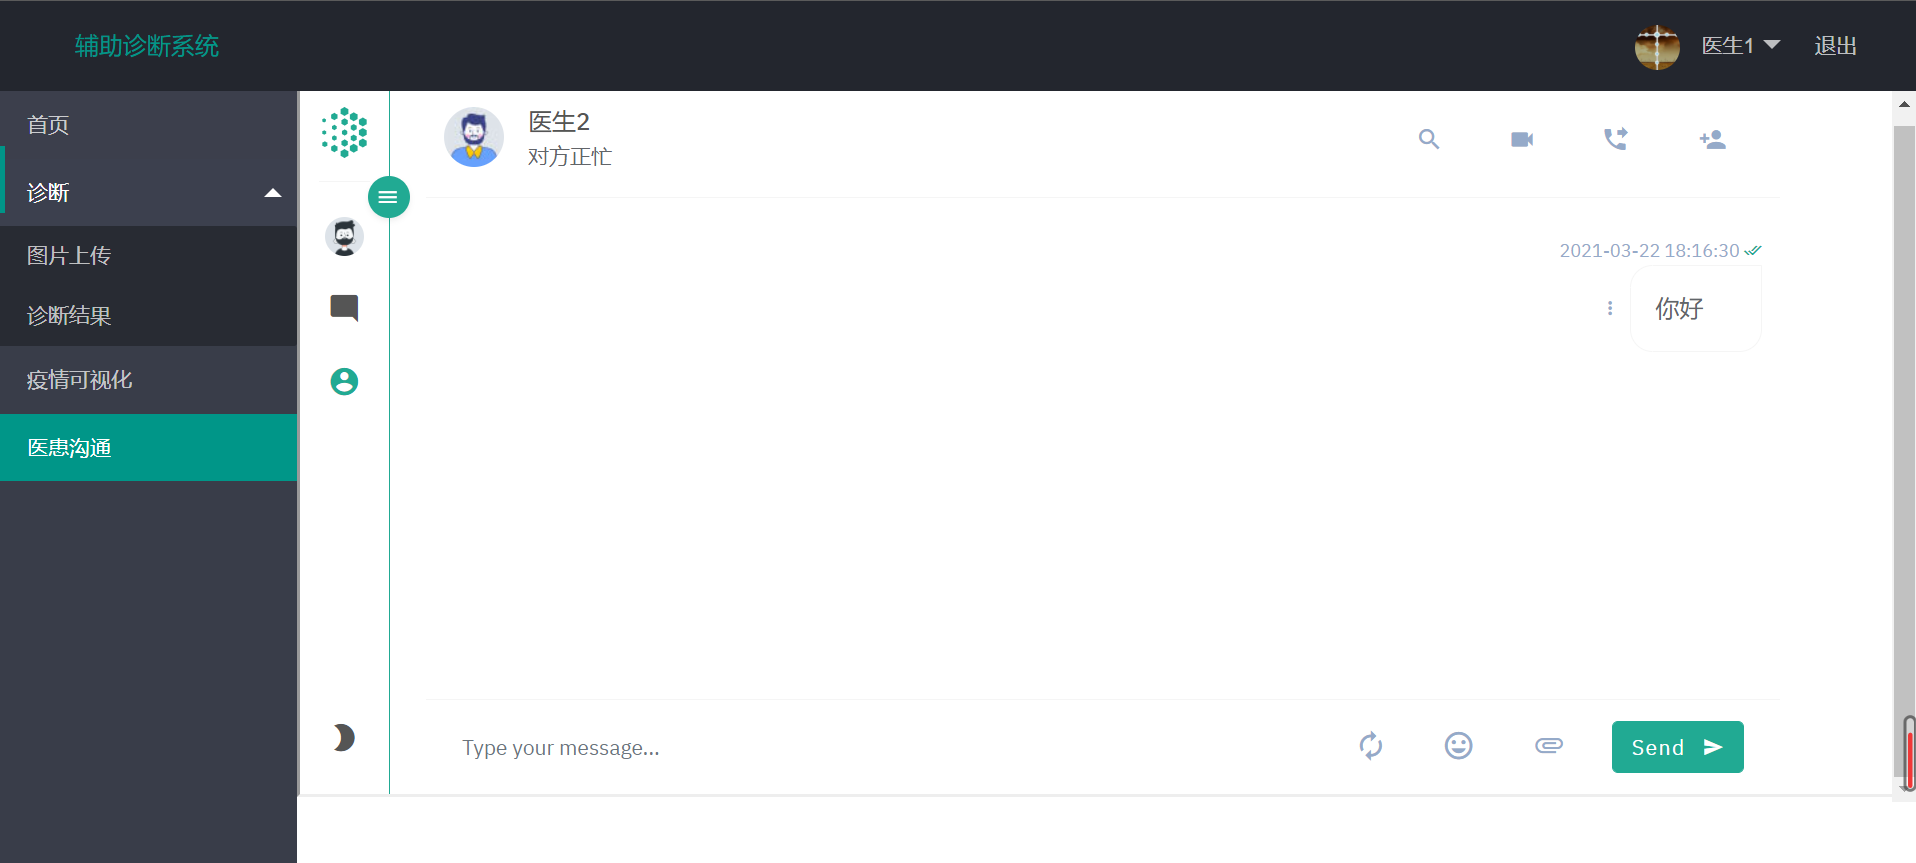 辅助诊断系统
医生1
退出
首页
诊断
图片上传
诊断结果
疫情可视化
医患沟通
医生2
对方正忙
2021-03-22 18:16:30
你好
Type your message...
Send